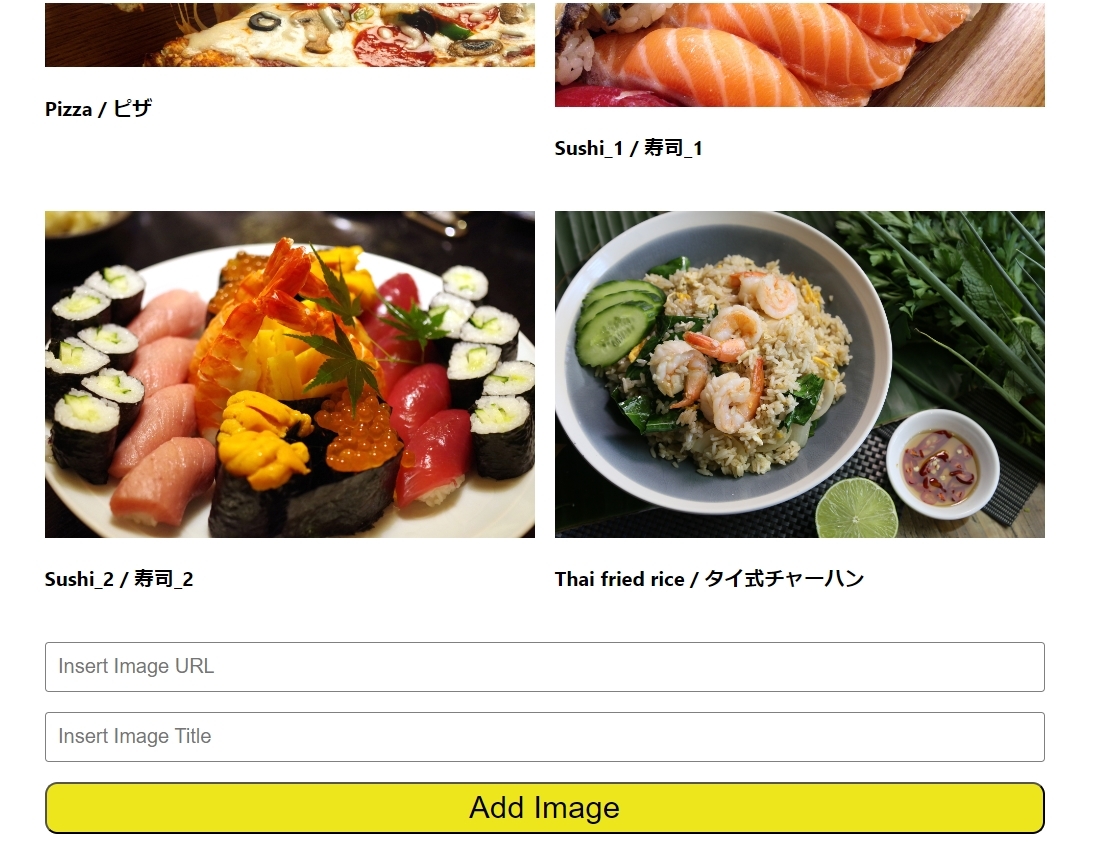 Pizza / ピザ
Sushi_1 / 寿司_1
Sushi_2 / 寿司_2
Thai fried rice / タイ式チャーハン
Insert Image URL
Insert Image Title
Add Image